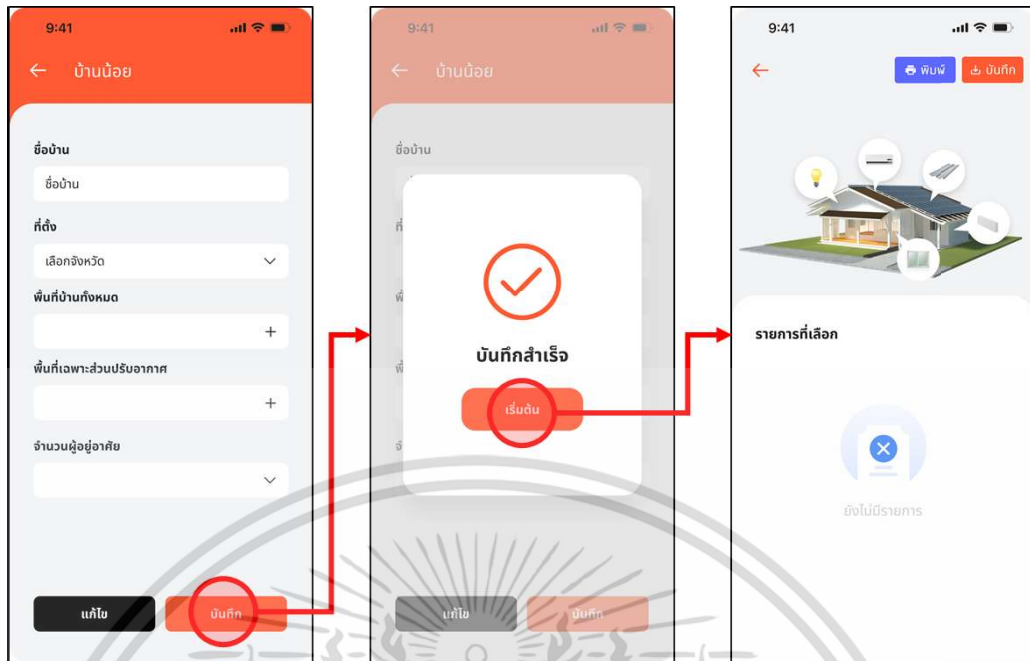 9:41
บ้านน้อย
ชื่อบ้าน
ชื่อบ้าน
ที่ตั้ง
เลือกจังหวัด
พื้นที่บ้านทั้งหมด
+
พื้นที่เฉพาะส่วนปรับอากาศ
+
จำนวนผู้อยู่อาศัย
แก้ไข
บันทึก
9:41
บ้านน้อย
ชื่อบ้าน
บันทึกสำเร็จ
เริ่มต้น
แก้ไข
บันทึก
9:41
พิมพ์
บันทึก
รายการที่เลือก
ยังไม่มีรายการ